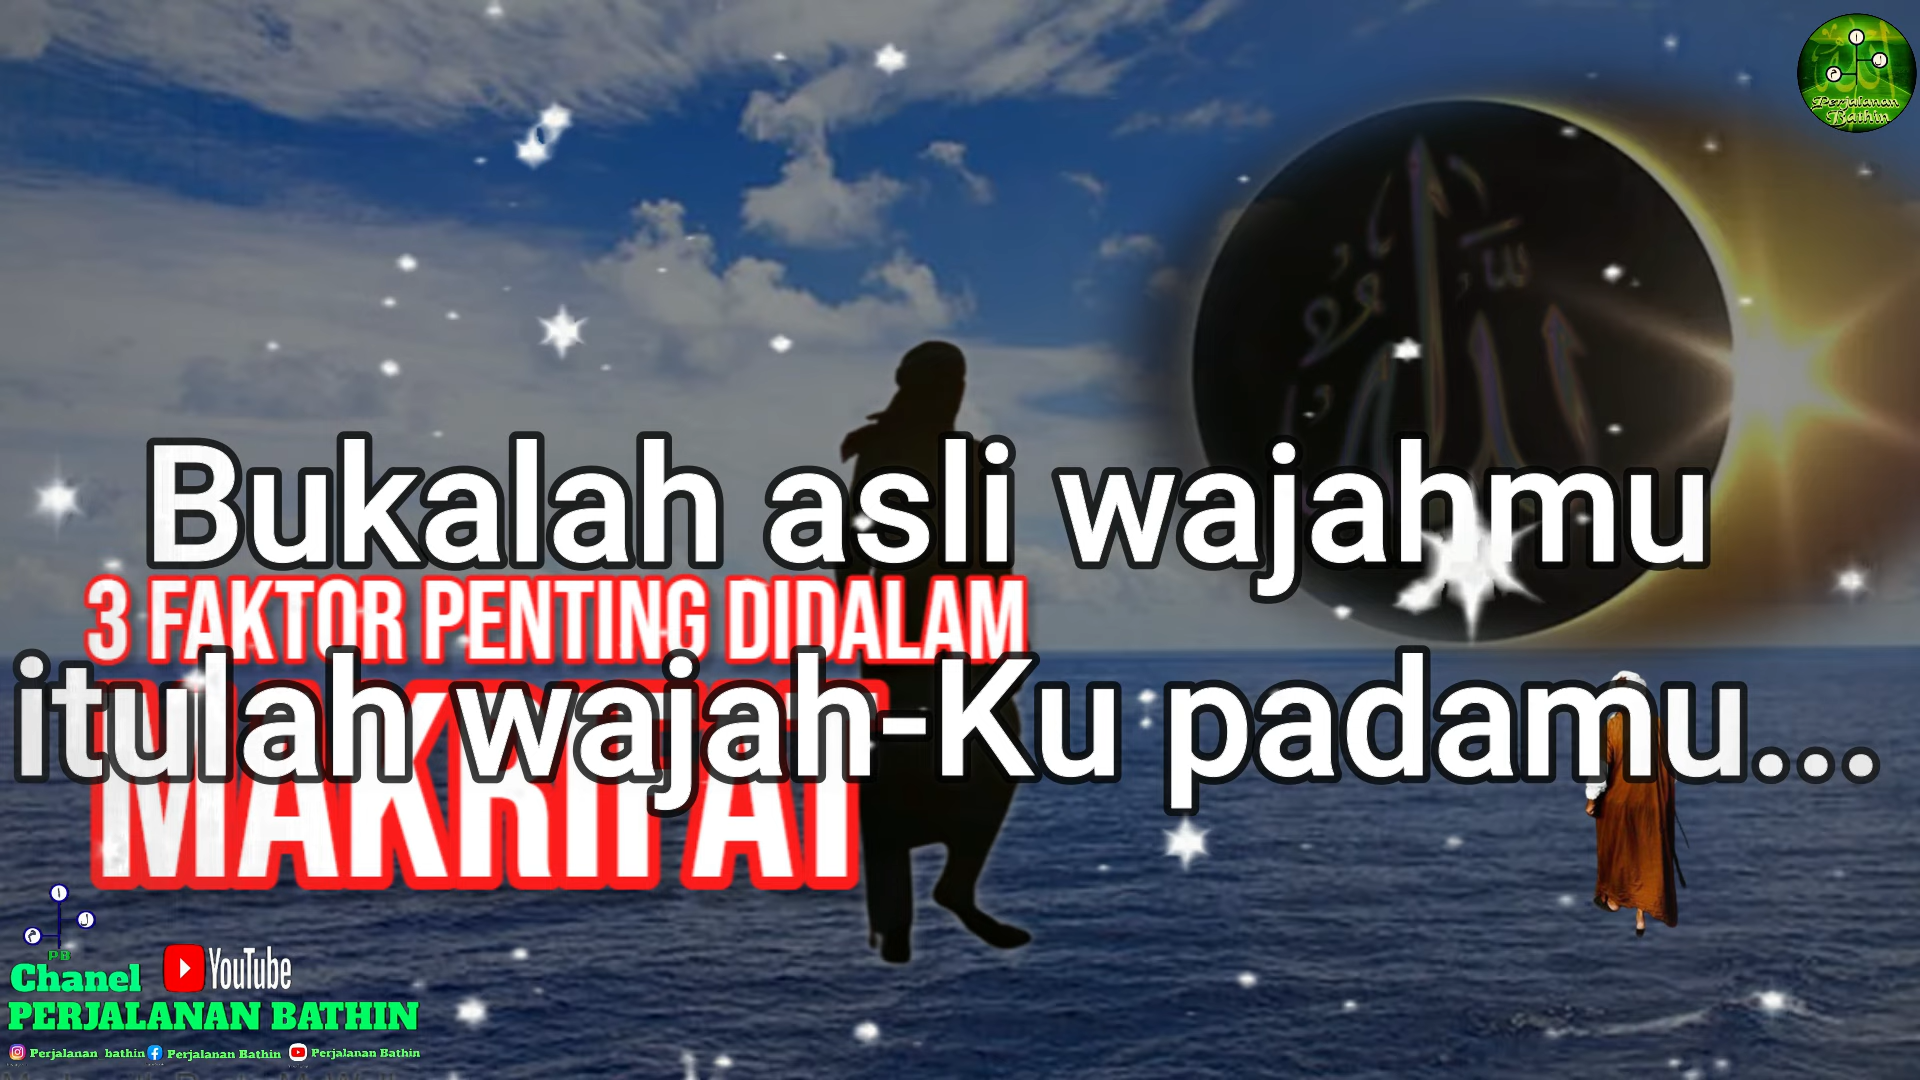 Perjalanan
Bathin
Bukalah asli wajahmu
3 FAKTOR PENTING DIDALAM
itulah wajah-Ku padamu...
MAKRIFAT
PB
Chanel YouTube
PERJALANAN BATHIN
Perjalanan bathin Perjalanan Bathin Perjalanan Bathin